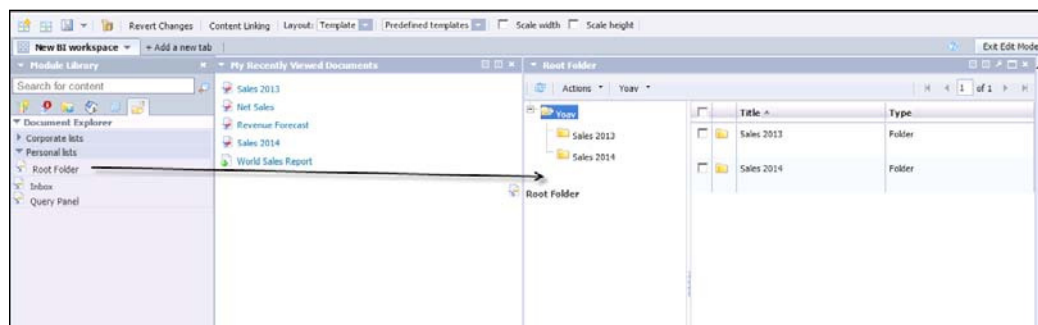 Revert Changes Content Linking Layout: Template Predefined templates Scale width Scale height
New BI workspace + Add a new tab Exit Edit Mode
Module Library
Search for content
Document Explorer
Corporate lists
Personal lists
Root Folder
Inbox
Query Panel
My Recently Viewed Documents
Sales 2013
Net Sales
Revenue Forecast
Sales 2014
World Sales Report
Root Folder
Actions Yoav 1 of 1
Yoav
Sales 2013
Sales 2014
Root Folder
Title Type
Sales 2013 Folder
Sales 2014 Folder